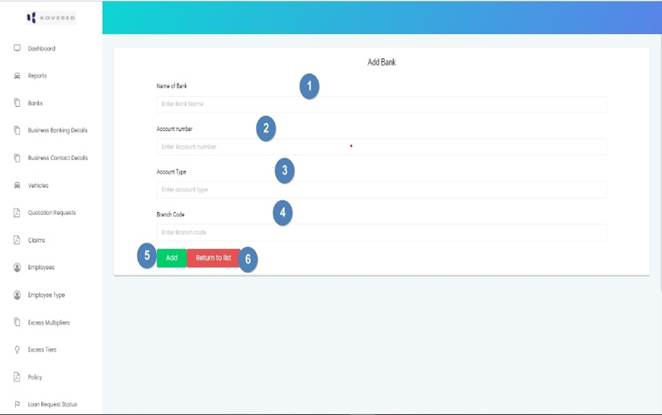 KOVERED
Dashboard
Reports
Banks
Business Banking Details
Business Contact Details
Vehicles
Quotation Requests
Claims
Employees
Employee Type
Excess Multipliers
Excess Tiers
Policy
Loan Request Status
Add Bank
Name of Bank
1
Enter Bank Name
Account number
2
Enter Account number
Account Type
3
Enter account type
Branch Code
4
Enter Branch code
5
Add
Return to list
6